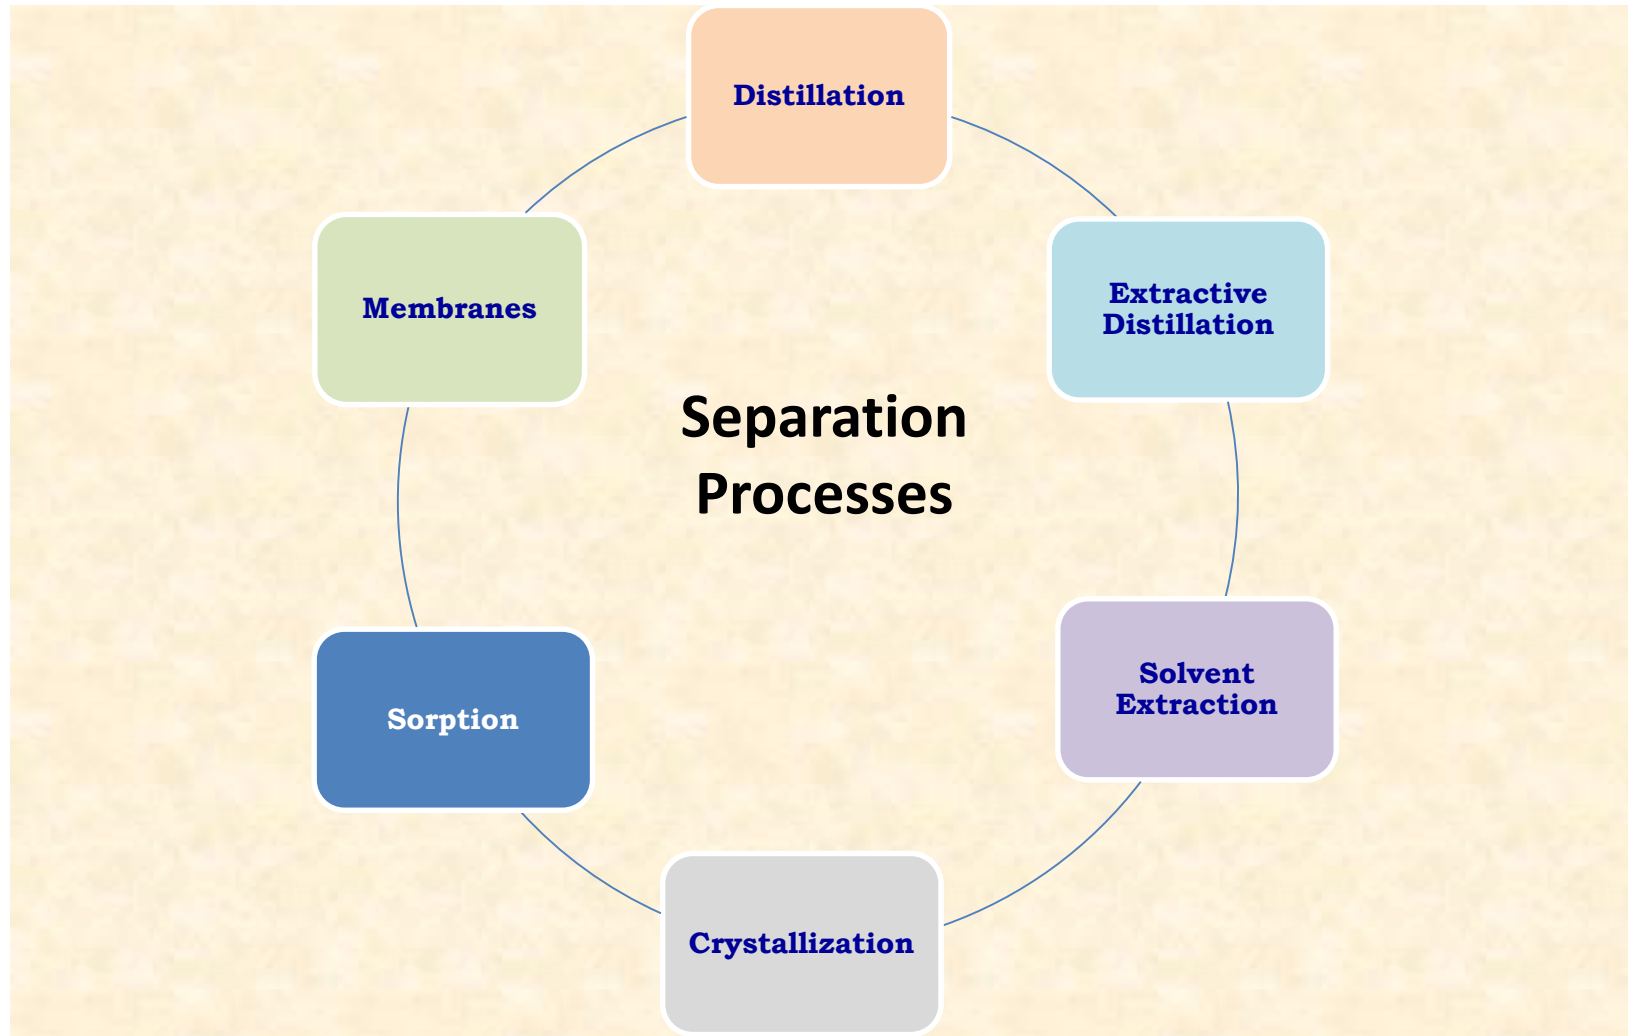 Distillation
Extractive
Distillation
Solvent
Extraction
Crystallization
Sorption
Membranes
Separation
Processes